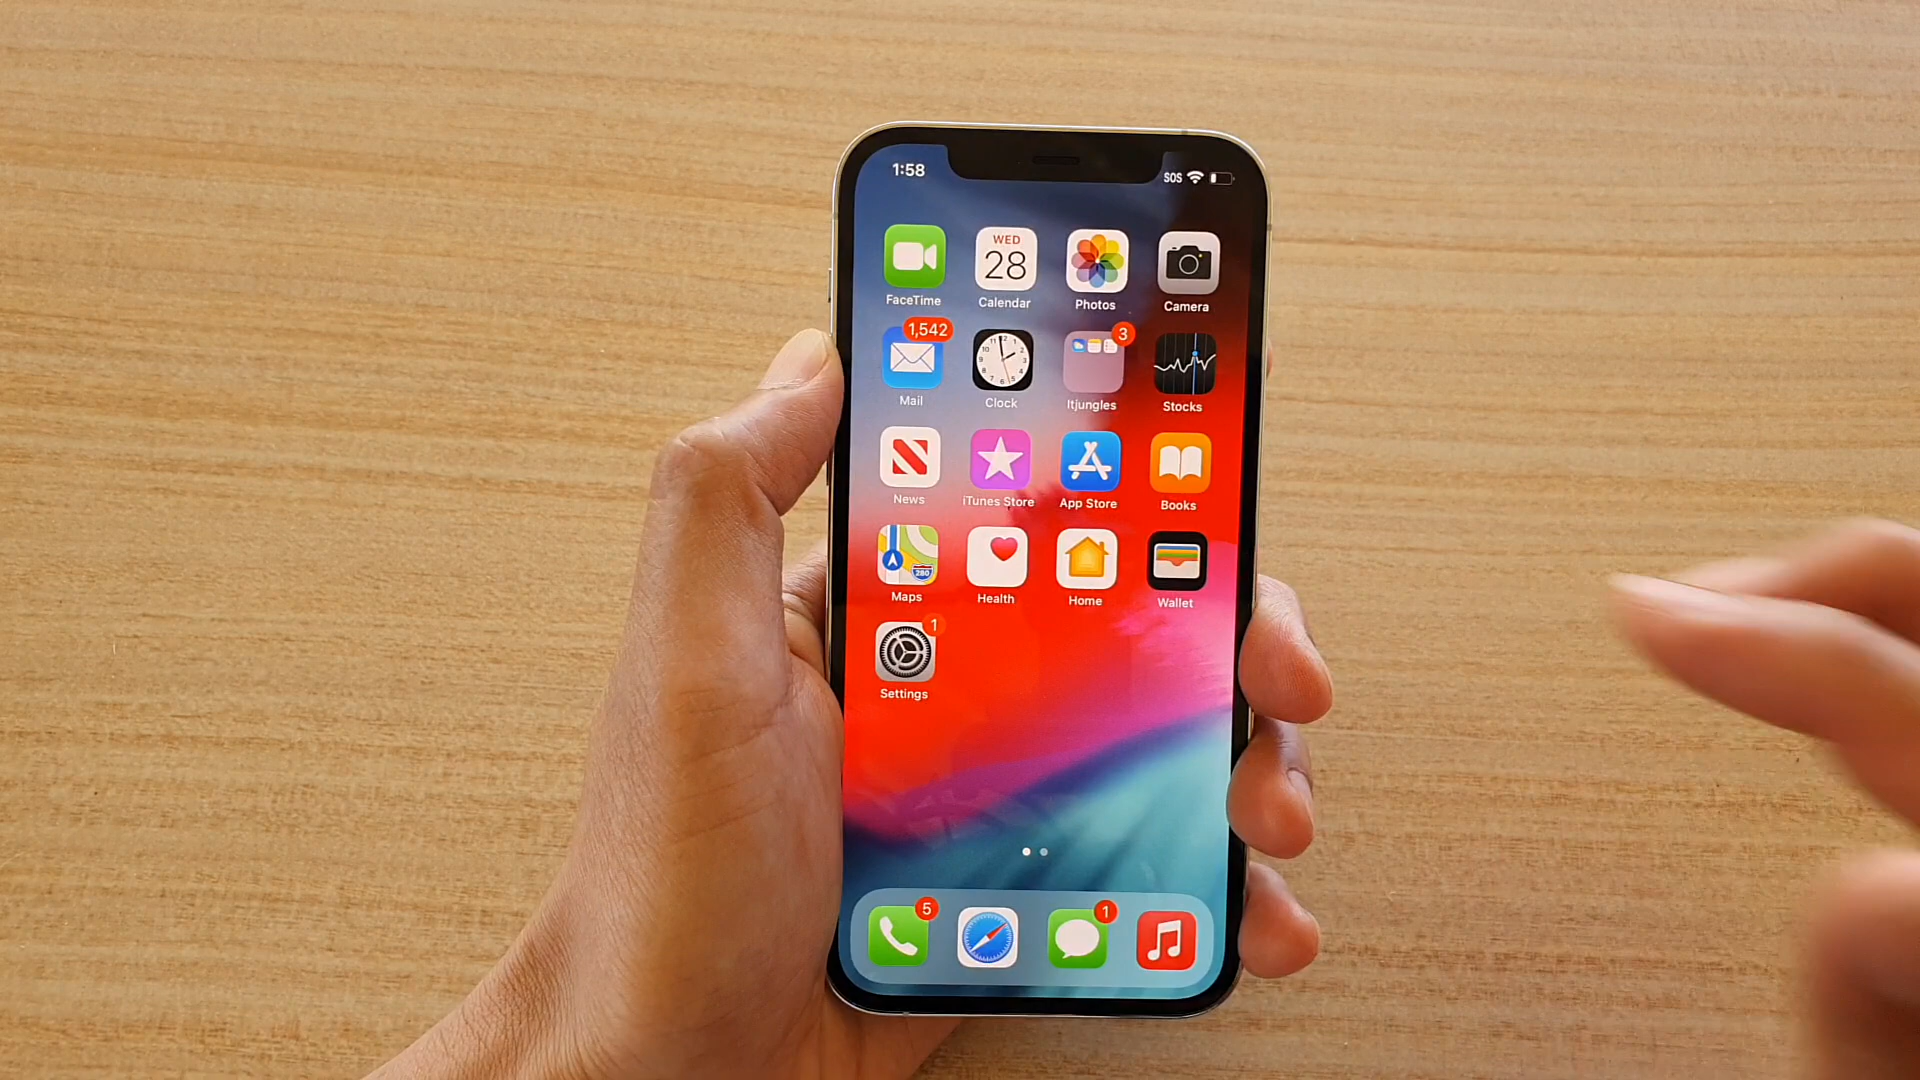 1:58
SOS
WED
28
FaceTime
Calendar
Photos
Camera
1,542
3
Mail
Clock
Itjungles
Stocks
News
iTunes Store
App Store
Books
280
Maps
Health
Home
Wallet
1
Settings
5
1